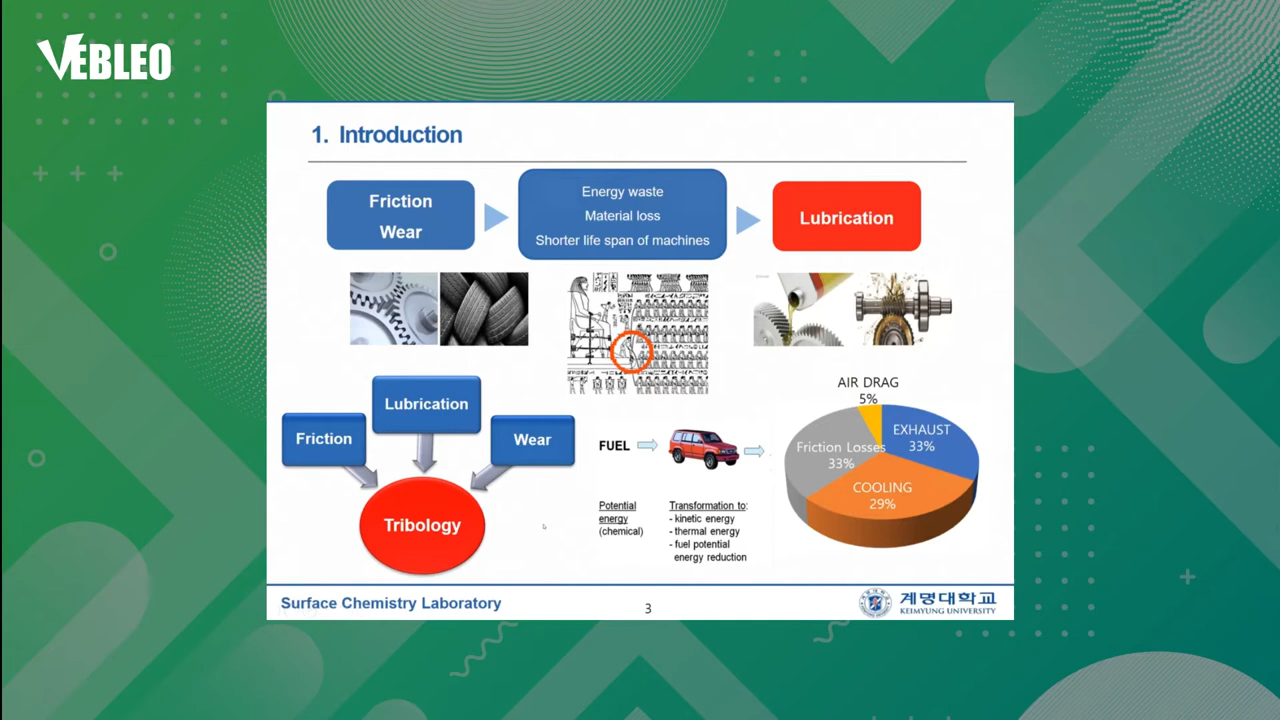 VEBLEO
1. Introduction
Friction
Wear
Energy waste
Material loss
Shorter life span of machines
Lubrication
Friction
Lubrication
Wear
Tribology
FUEL
Potential
energy
(chemical)
Transformation to:
- kinetic energy
- thermal energy
- fuel potential
energy reduction
AIR DRAG
5%
EXHAUST
33%
Friction Losses
33%
COOLING
29%
Surface Chemistry Laboratory
3
계명대학교
KEIMYUNG UNIVERSITY